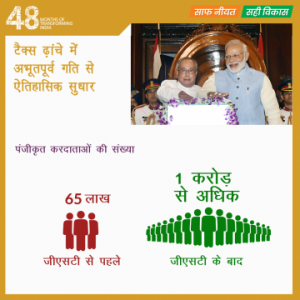 48 MONTHS OF
TRANSFORMING
INDIA
साफ नीयत सही विकास
टैक्स ढ़ांचे में
अभूतपूर्व गति से
ऐतिहासिक सुधार
पंजीकृत करदाताओं की संख्या
65 लाख
जीएसटी से पहले
1 करोड़
से अधिक
जीएसटी के बाद